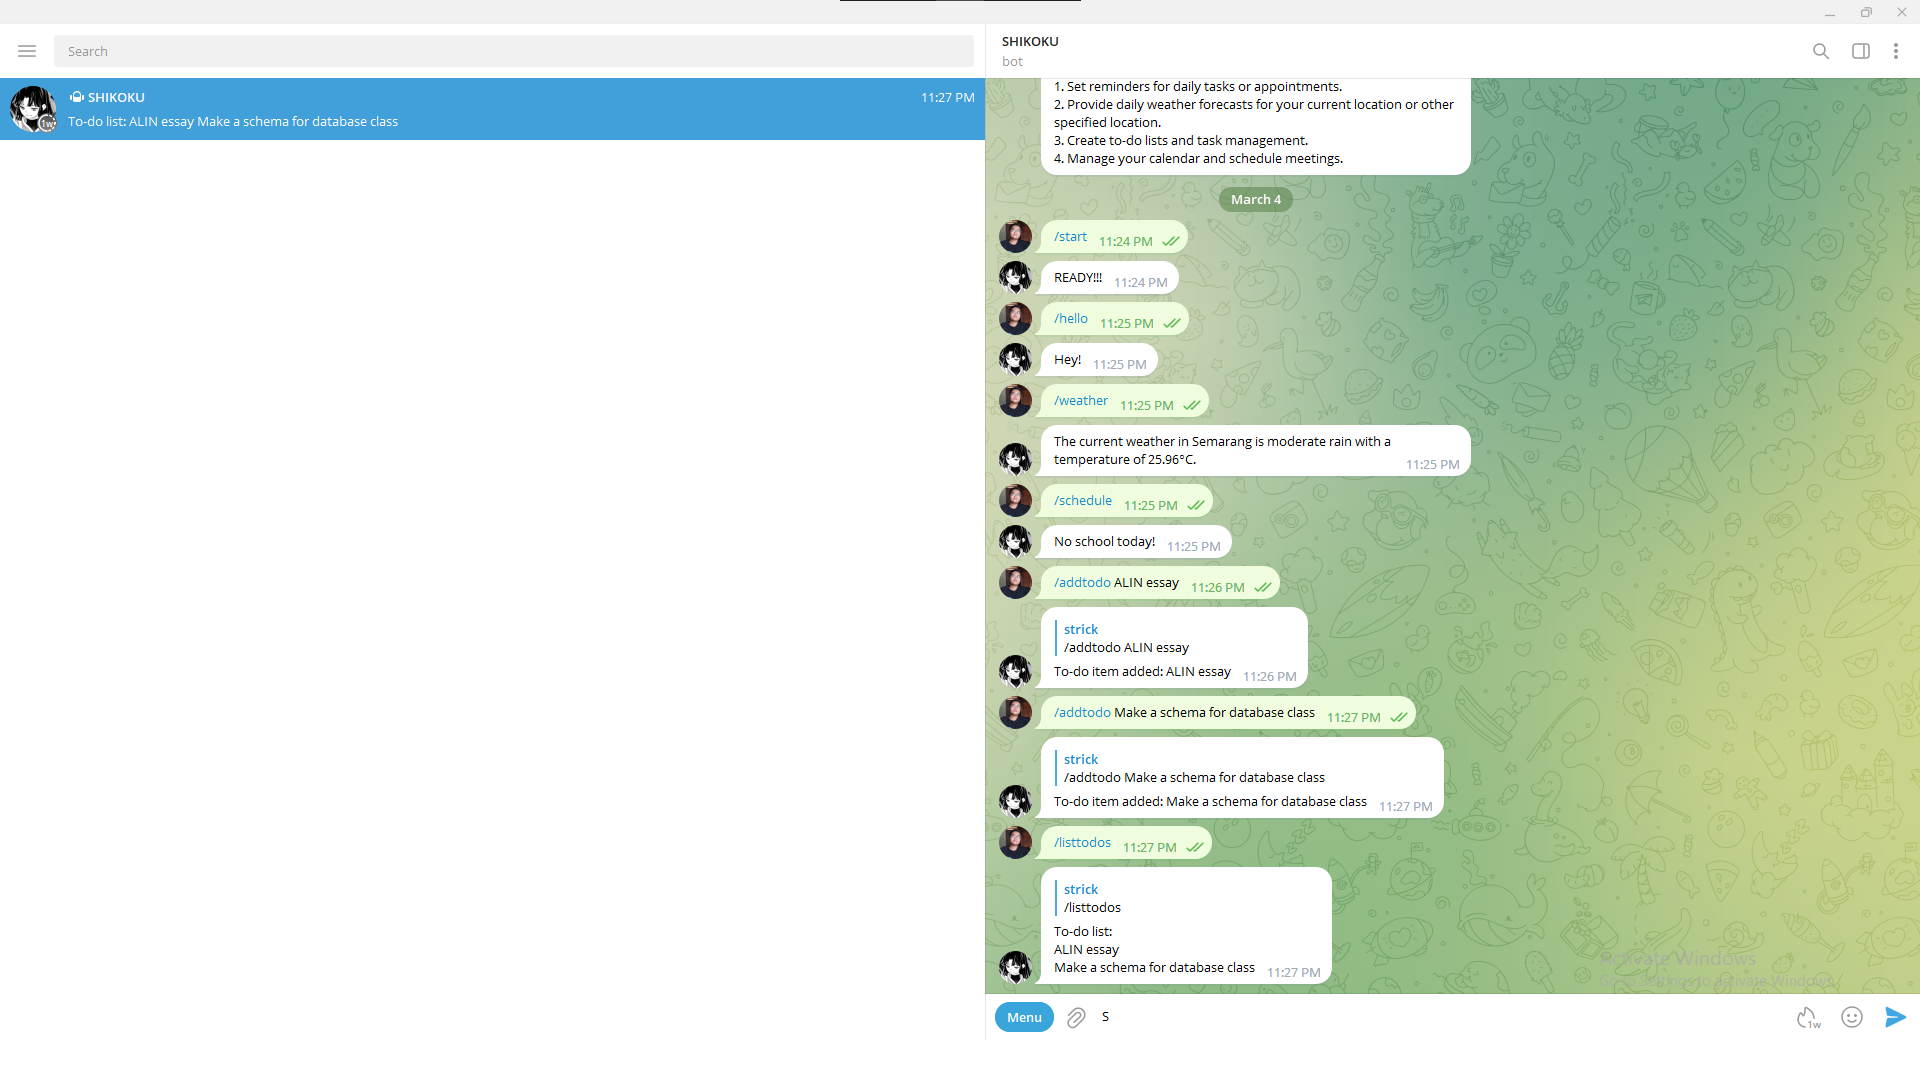 Search
SHIKOKU
11:27 PM
To-do list: ALIN essay Make a schema for database class
1w
SHIKOKU
bot
1. Set reminders for daily tasks or appointments.
2. Provide daily weather forecasts for your current location or other
specified location.
3. Create to-do lists and task management.
4. Manage your calendar and schedule meetings.
March 4
/start 11:24 PM
READY!!! 11:24 PM
/hello 11:25 PM
Hey! 11:25 PM
/weather 11:25 PM
The current weather in Semarang is moderate rain with a
temperature of 25.96°C. 11:25 PM
/schedule 11:25 PM
No school today! 11:25 PM
/addtodo ALIN essay 11:26 PM
strick
/addtodo ALIN essay
To-do item added: ALIN essay 11:26 PM
/addtodo Make a schema for database class 11:27 PM
strick
/addtodo Make a schema for database class
To-do item added: Make a schema for database class 11:27 PM
/listtodos 11:27 PM
strick
/listtodos
To-do list:
ALIN essay
Make a schema for database class 11:27 PM
Activate Windows
Go to Settings to activate Windows.
Menu
S
1w